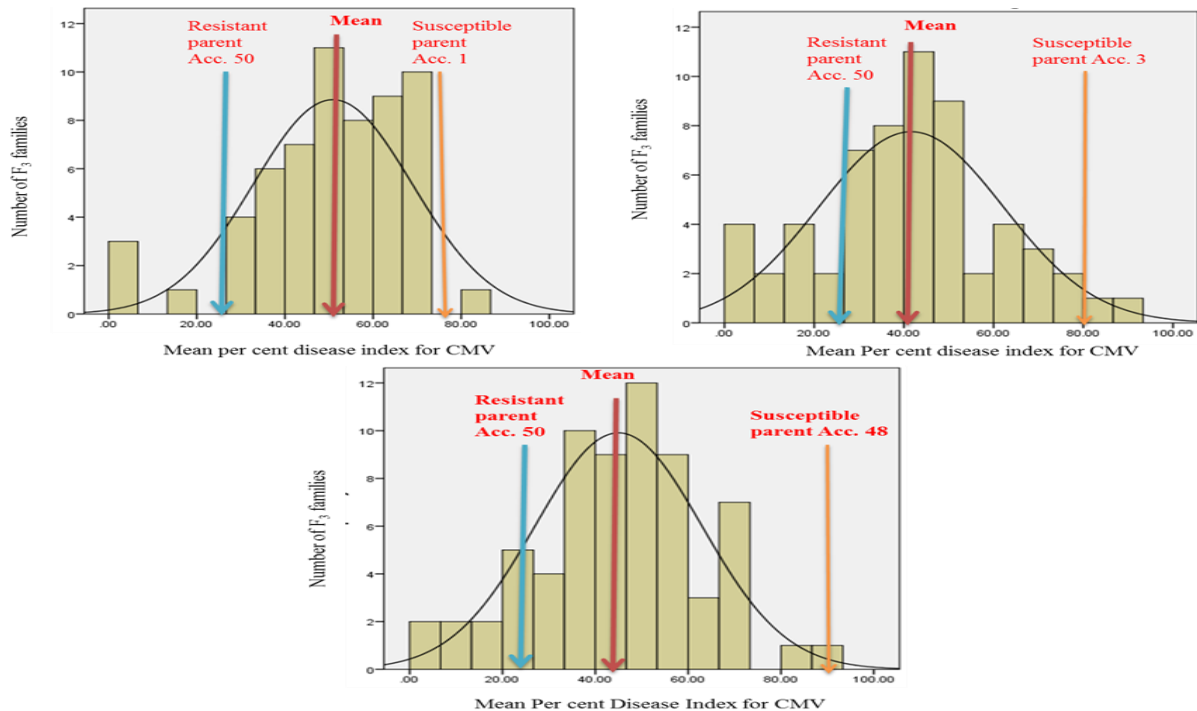 Resistant
parent
Acc. 50
Mean
Susceptible
parent
Acc. 1
12
10
8
6
4
2
0
Number of F3 families
.00 20.00 40.00 60.00 80.00 100.00
Mean per cent disease index for CMV
Resistant
parent
Acc. 50
Mean
Susceptible
parent Acc. 3
12
10
8
6
4
2
0
Number of F3 families
.00 20.00 40.00 60.00 80.00 100.00
Mean Per cent disease index for CMV
Resistant
parent
Acc. 50
Mean
Susceptible
parent Acc. 48
12
10
8
6
4
2
0
Number of F3 families
.00 20.00 40.00 60.00 80.00 100.00
Mean Per cent Disease Index for CMV